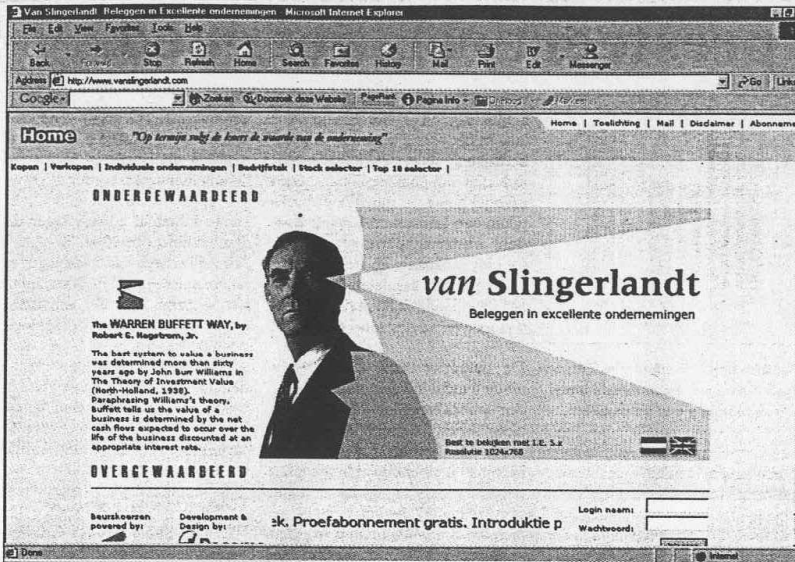 Van Slingerlandt Beleggen in Excellente ondernemingen - Microsoft Internet Explorer
File Edit View Favorites Tools Help
Back Forward Stop Refresh Home Search Favorites History Mail Print Edit Messenger
Address http://www.vanslingerlandt.com Go Links
Google Zoeken Doorzoek deze Website PageRank Pagina Info
Home | Toelichting | Mail | Disclaimer | Abonneme
Home
"Op termijn volgt de koers de waarde van de onderneming"
Kopen | Verkopen | Individuele ondernemingen | Bedrijfstak | Stock selector | Top 10 selector |
ONDERGEWAARDEERD
van Slingerlandt
Beleggen in excellente ondernemingen
The WARREN BUFFETT WAY, by
Robert G. Hagstrom, Jr.
The best system to value a business
was determined more than sixty
years ago by John Burr Williams in
The Theory of Investment Value
(North-Holland, 1938).
Paraphrasing Williams's theory,
Buffett tells us the value of a
business is determined by the net
cash flows expected to occur over the
life of the business discounted at an
appropriate interest rate.
Best te bekijken met I.E. 5.x
Resolutie 1024x768
OVERGEWAARDEERD
Beurskoersen
powered by:
Development &
Design by:
ek. Proefabonnement gratis. Introduktie p
Login naam:
Wachtwoord:
Done Internet